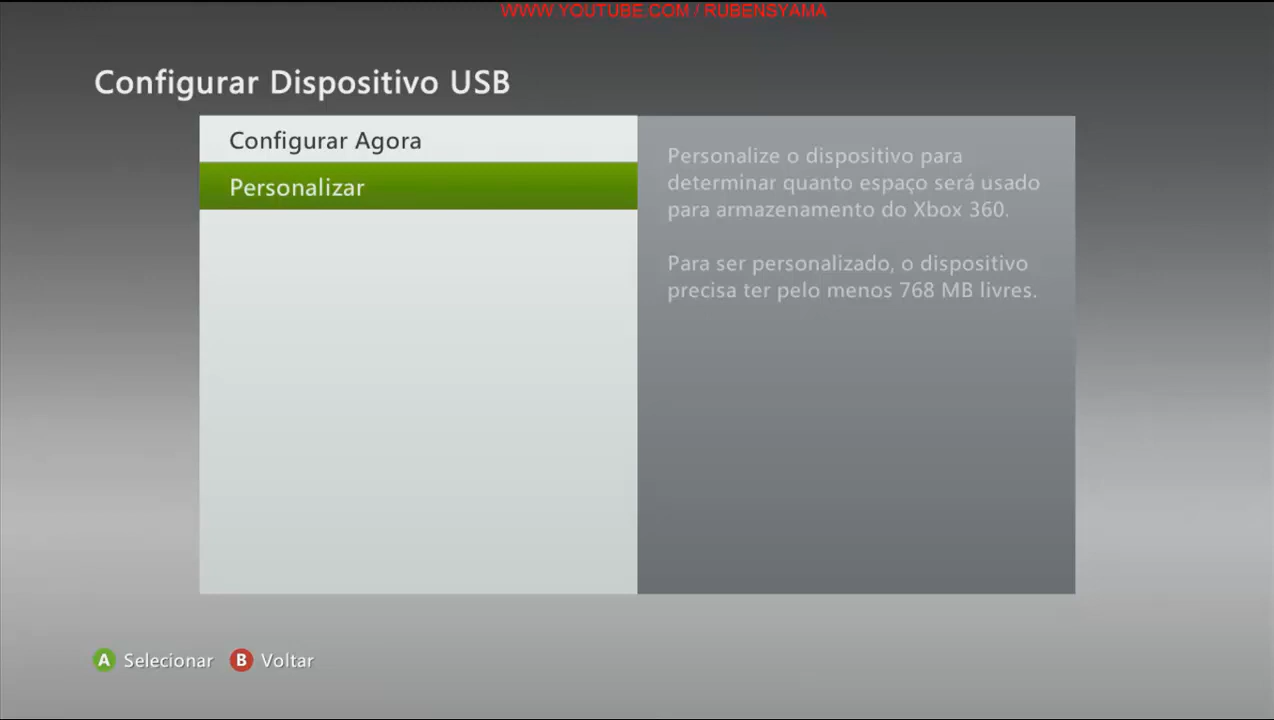 WWW YOUTUBE.COM / RUBENSYAMA
Configurar Dispositivo USB
Configurar Agora
Personalizar
Personalize o dispositivo para
determinar quanto espaço será usado
para armazenamento do Xbox 360.
Para ser personalizado, o dispositivo
precisa ter pelo menos 768 MB livres.
A Selecionar B Voltar